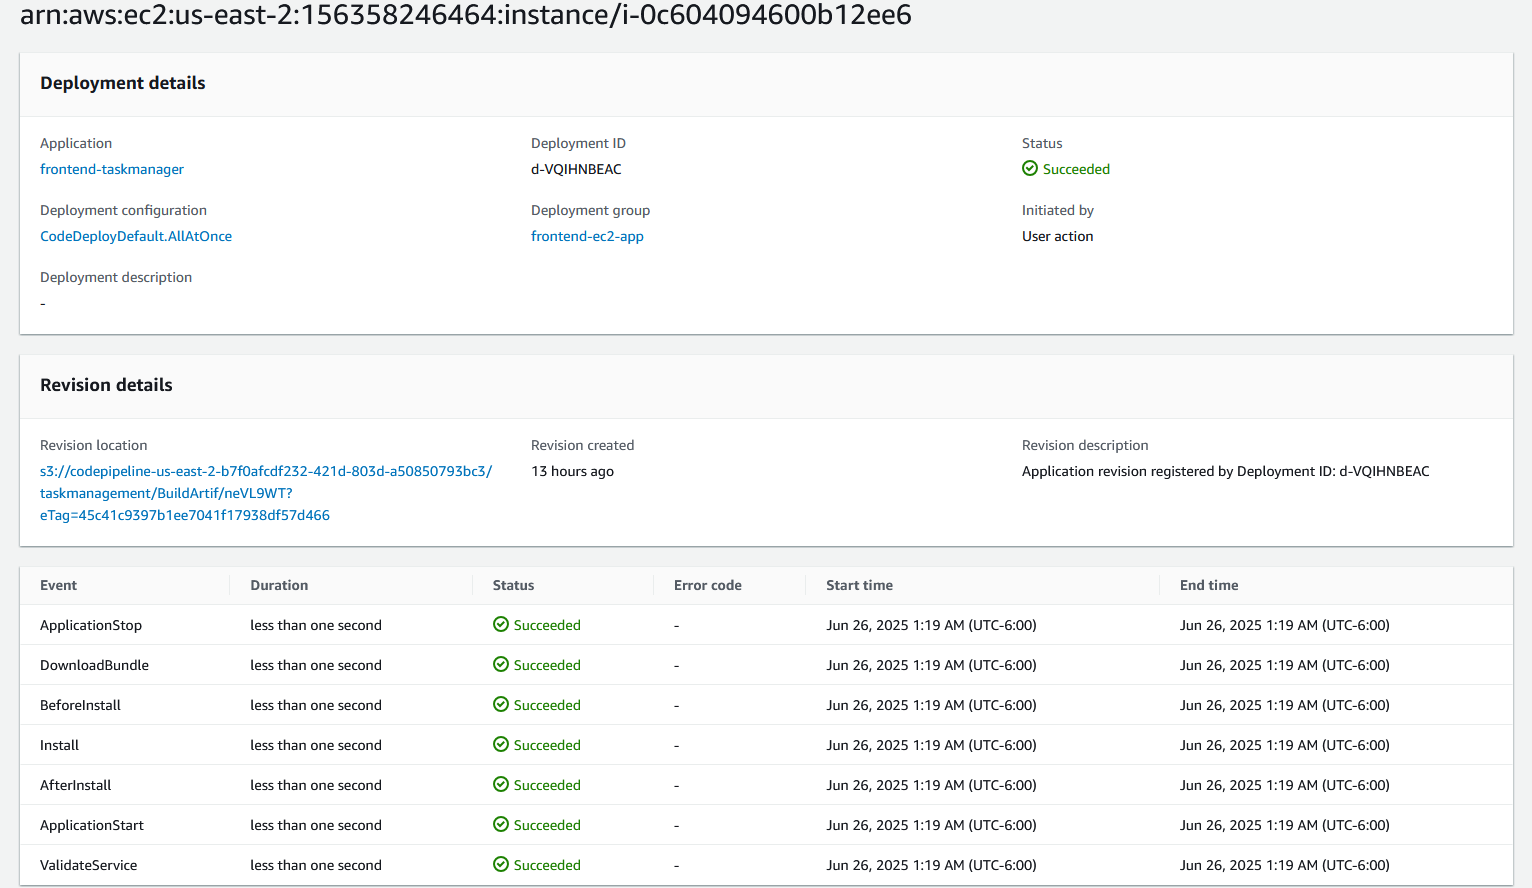 arn:aws:ec2:us-east-2:156358246464:instance/i-0c604094600b12ee6
Deployment details
Application
frontend-taskmanager
Deployment ID
d-VQIHNBEAC
Status
Succeeded
Deployment configuration
CodeDeployDefault.AllAtOnce
Deployment group
frontend-ec2-app
Initiated by
User action
Deployment description
-
Revision details
Revision location
s3://codepipeline-us-east-2-b7f0afcdf232-421d-803d-a50850793bc3/
taskmanagement/BuildArtif/neVL9WT?
eTag=45c41c9397b1ee7041f17938df57d466
Revision created
13 hours ago
Revision description
Application revision registered by Deployment ID: d-VQIHNBEAC
Event Duration Status Error code Start time End time
ApplicationStop less than one second Succeeded - Jun 26, 2025 1:19 AM (UTC-6:00) Jun 26, 2025 1:19 AM (UTC-6:00)
DownloadBundle less than one second Succeeded - Jun 26, 2025 1:19 AM (UTC-6:00) Jun 26, 2025 1:19 AM (UTC-6:00)
BeforeInstall less than one second Succeeded - Jun 26, 2025 1:19 AM (UTC-6:00) Jun 26, 2025 1:19 AM (UTC-6:00)
Install less than one second Succeeded - Jun 26, 2025 1:19 AM (UTC-6:00) Jun 26, 2025 1:19 AM (UTC-6:00)
AfterInstall less than one second Succeeded - Jun 26, 2025 1:19 AM (UTC-6:00) Jun 26, 2025 1:19 AM (UTC-6:00)
ApplicationStart less than one second Succeeded - Jun 26, 2025 1:19 AM (UTC-6:00) Jun 26, 2025 1:19 AM (UTC-6:00)
ValidateService less than one second Succeeded - Jun 26, 2025 1:19 AM (UTC-6:00) Jun 26, 2025 1:19 AM (UTC-6:00)